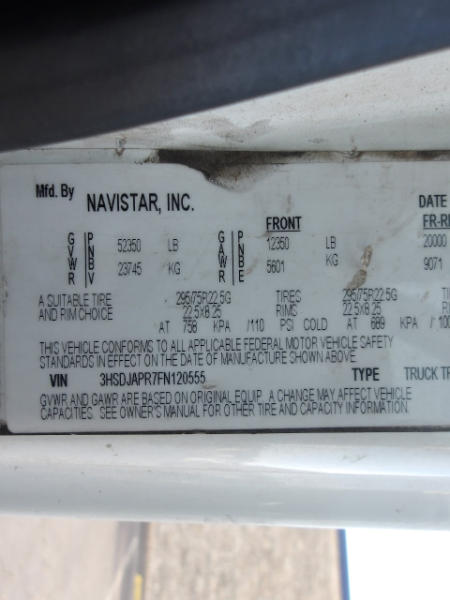 Mfd. By NAVISTAR, INC. DATE
FRONT FR-R
G V W R P N B V 52350 LB G A W R P N B E 12350 LB 20000
23745 KG 5601 KG 9071
A SUITABLE TIRE 295/75R22.5G TIRES 295/75R22.5G TI
AND RIM CHOICE 22.5X8.25 RIMS 22.5X8.25 RI
AT 758 KPA /110 PSI COLD AT 689 KPA / 100
THIS VEHICLE CONFORMS TO ALL APPLICABLE FEDERAL MOTOR VEHICLE SAFETY
STANDARDS IN EFFECT ON THE DATE OF MANUFACTURE SHOWN ABOVE.
VIN 3HSDJAPR7FN120555 TYPE TRUCK TR
GVWR AND GAWR ARE BASED ON ORIGINAL EQUIP. A CHANGE MAY AFFECT VEHICLE
CAPACITIES. SEE OWNER'S MANUAL FOR OTHER TIRE AND CAPACITY INFORMATION.